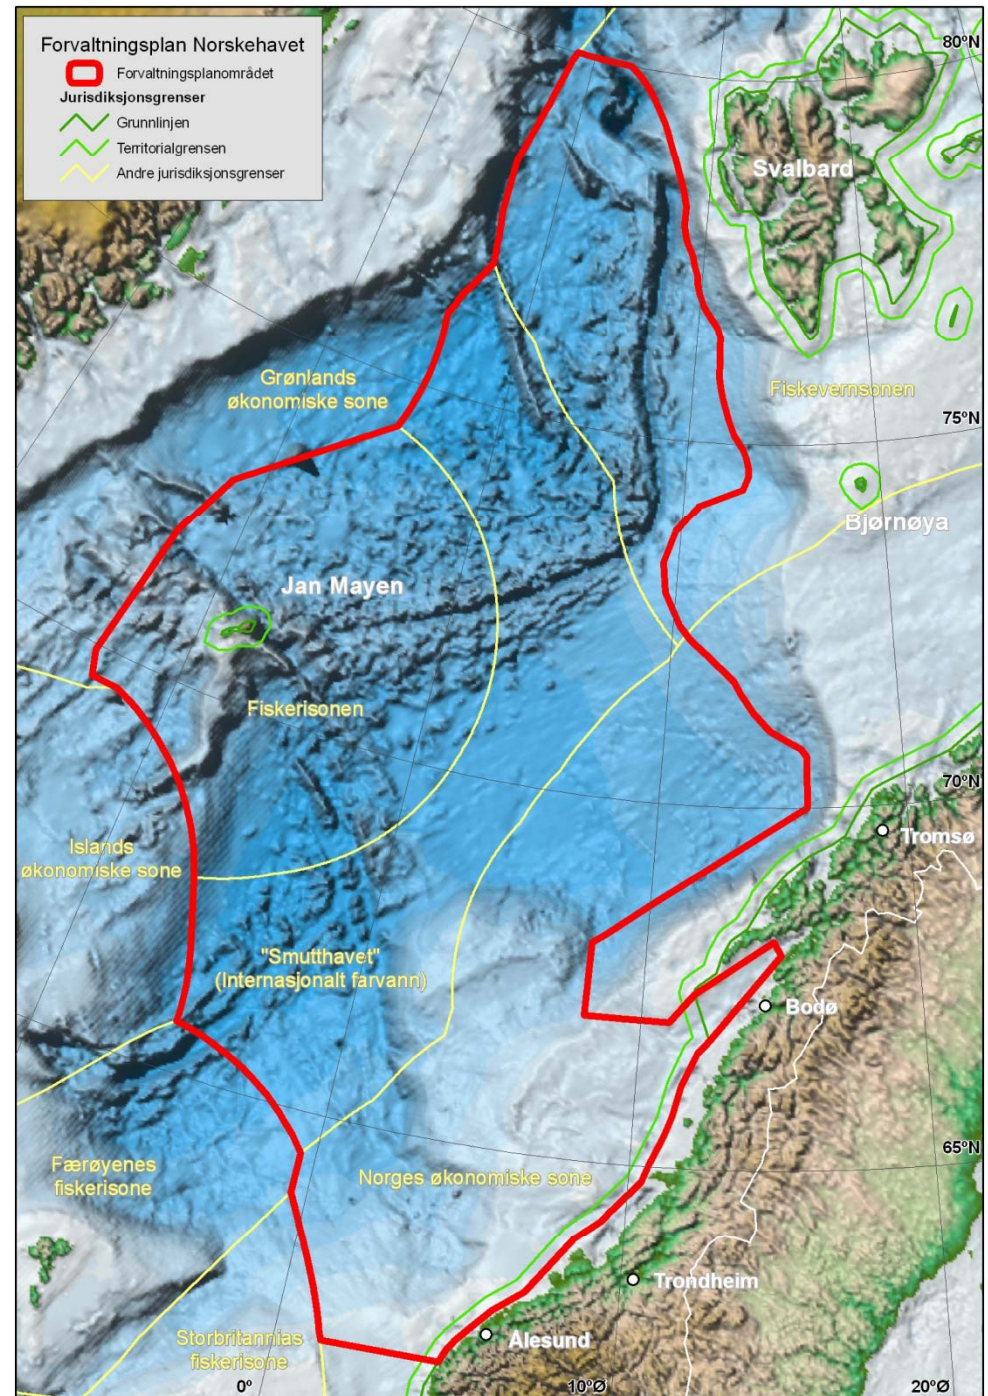 Forvaltningsplan Norskehavet
Forvaltningsplanområdet
Jurisdiksjonsgrenser
Grunnlinjen
Territorialgrensen
Andre jurisdiksjonsgrenser
80°N
Svalbard
Grønlands
økonomiske sone
Fiskevernsonen
75°N
Bjørnøya
Jan Mayen
Fiskerisonen
70°N
Tromsø
Islands
økonomiske sone
"Smutthavet"
(Internasjonalt farvann)
Bodø
65°N
Færøyenes
fiskerisone
Norges økonomiske sone
Trondheim
Ålesund
Storbritannias
fiskerisone
0°
10°Ø
20°Ø